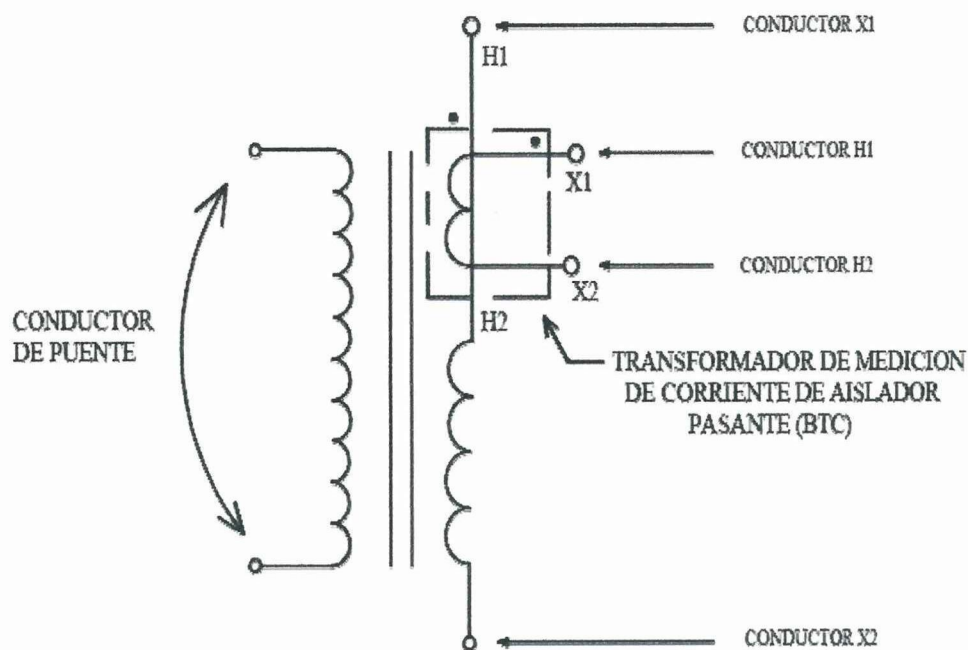 CONDUCTOR X1
H1
CONDUCTOR H1
X1
CONDUCTOR H2
X2
H2
CONDUCTOR
DE PUENTE
TRANSFORMADOR DE MEDICION
DE CORRIENTE DE AISLADOR
PASANTE (BTC)
CONDUCTOR X2